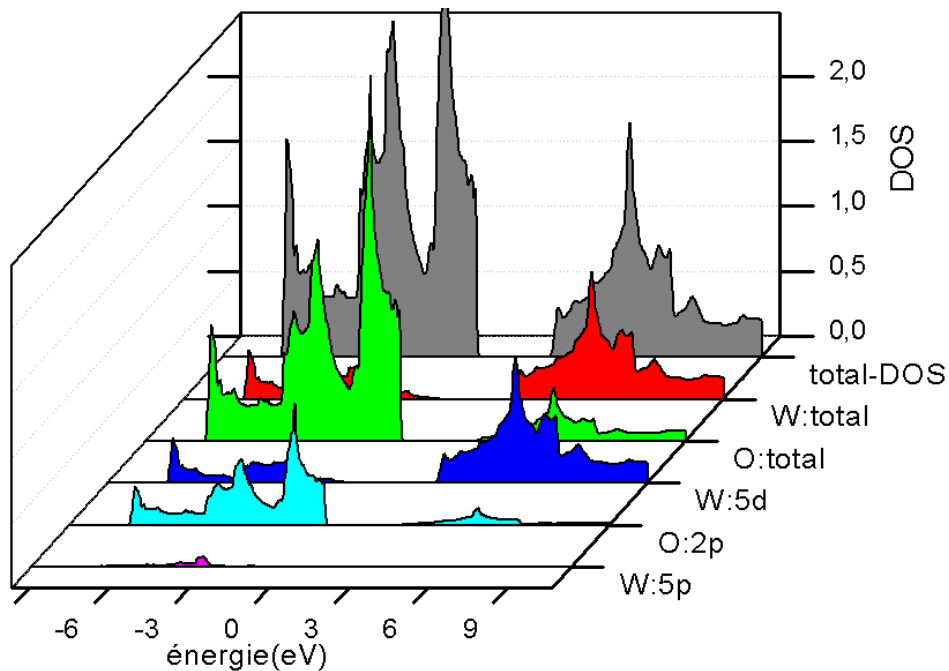 2,0
1,5
1,0
0,5
0,0
DOS
total-DOS
W:total
O:total
W:5d
O:2p
W:5p
-6 -3 0 3 6 9
énergie(eV)